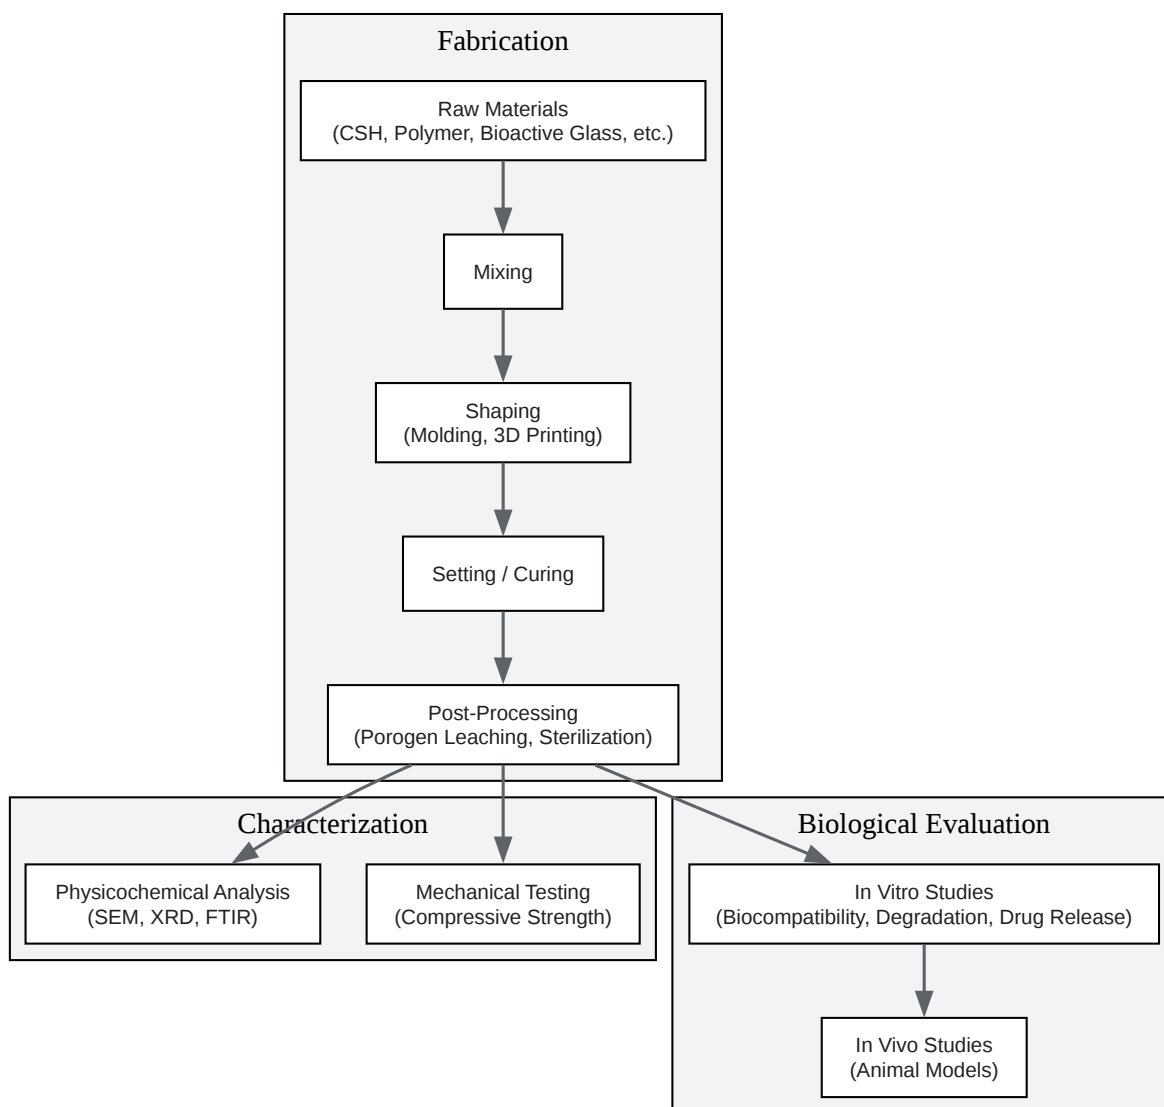 Fabrication
Raw Materials
(CSH, Polymer, Bioactive Glass, etc.)
Mixing
Shaping
(Molding, 3D Printing)
Setting / Curing
Post-Processing
(Porogen Leaching, Sterilization)
Characterization
Physicochemical Analysis
(SEM, XRD, FTIR)
Mechanical Testing
(Compressive Strength)
Biological Evaluation
In Vitro Studies
(Biocompatibility, Degradation, Drug Release)
In Vivo Studies
(Animal Models)